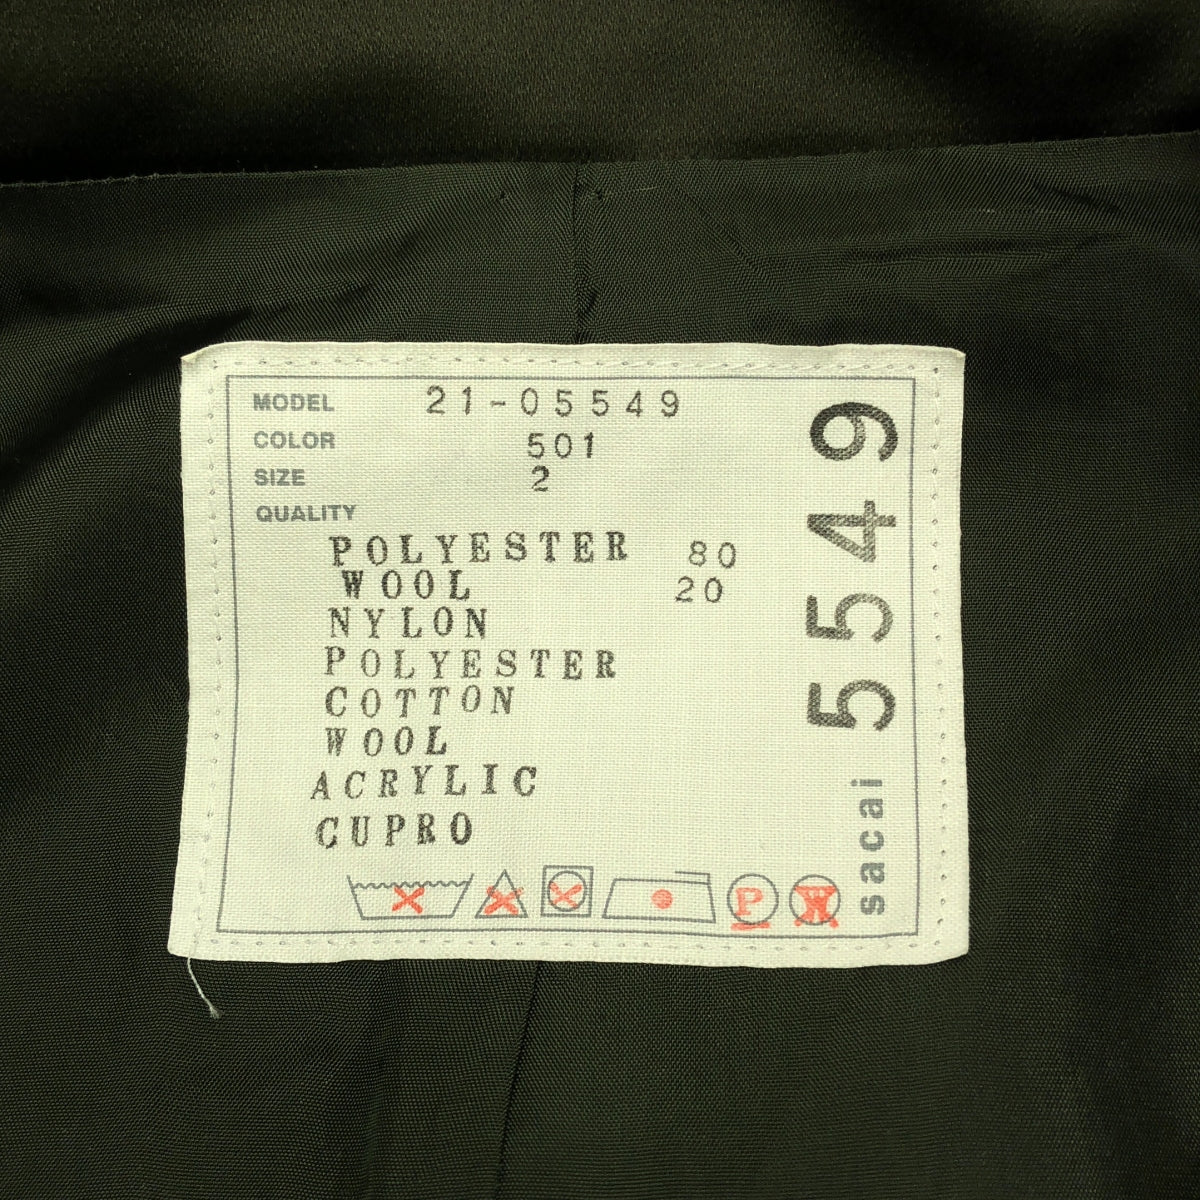 MODEL 21-05549
COLOR 501
SIZE 2
QUALITY
POLYESTER 80
WOOL 20
NYLON
POLYESTER
COTTON
WOOL
ACRYLIC
CUPRO
P W
sacai 5549